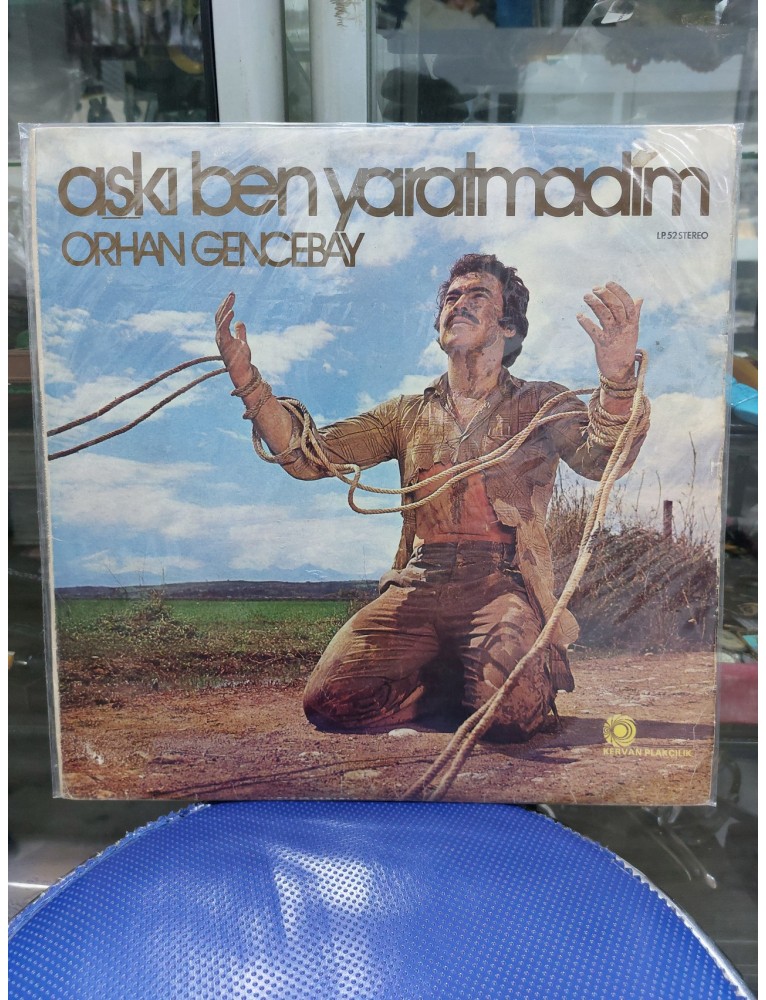 aşkı ben yaratmadım
ORHAN GENCEBAY
LP. 52 STEREO
KERVAN PLAKÇILIK